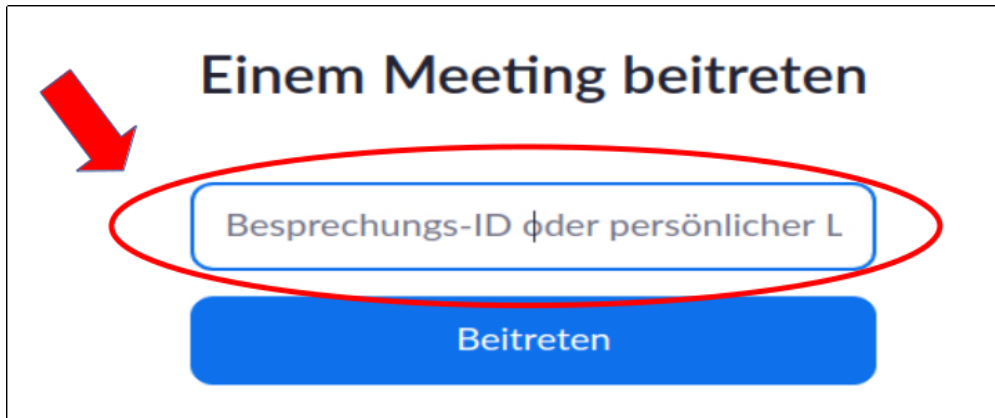 Einem Meeting beitreten
Besprechungs-ID oder persönlicher L
Beitreten